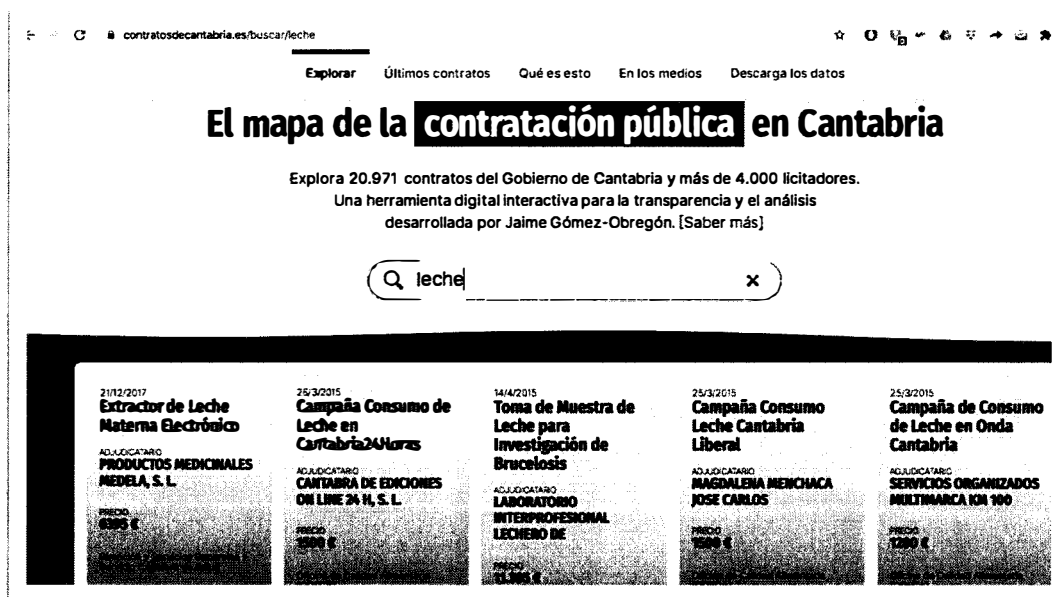 contratosdecantabria.es/buscar/leche
Explorar Últimos contratos Qué es esto En los medios Descarga los datos
El mapa de la contratación pública en Cantabria
Explora 20.971 contratos del Gobierno de Cantabria y más de 4.000 licitadores.
Una herramienta digital interactiva para la transparencia y el análisis
desarrollada por Jaime Gómez-Obregón. [Saber más]
leche
21/12/2017
Extractor de Leche
Materna Electrónico
ADJUDICATARIO
PRODUCTOS MEDICINALES
MEDELA, S. L.
PRECIO
25/3/2015
Campaña Consumo de
Leche en
Cantabria24Horas
ADJUDICATARIO
CANTABRA DE EDICIONES
ON LINE 24 H, S. L.
PRECIO
1500 €
14/4/2015
Toma de Muestra de
Leche para
Investigación de
Brucelosis
ADJUDICATARIO
LABORATORIO
INTERPROFESIONAL
LECHERO DE
PRECIO
25/3/2015
Campaña Consumo
Leche Cantabria
Liberal
ADJUDICATARIO
MAGDALENA MENCHACA
JOSE CARLOS
PRECIO
1500 €
25/3/2015
Campaña de Consumo
de Leche en Onda
Cantabria
ADJUDICATARIO
SERVICIOS ORGANIZADOS
MULTIMARCA KM 100
PRECIO
1200 €